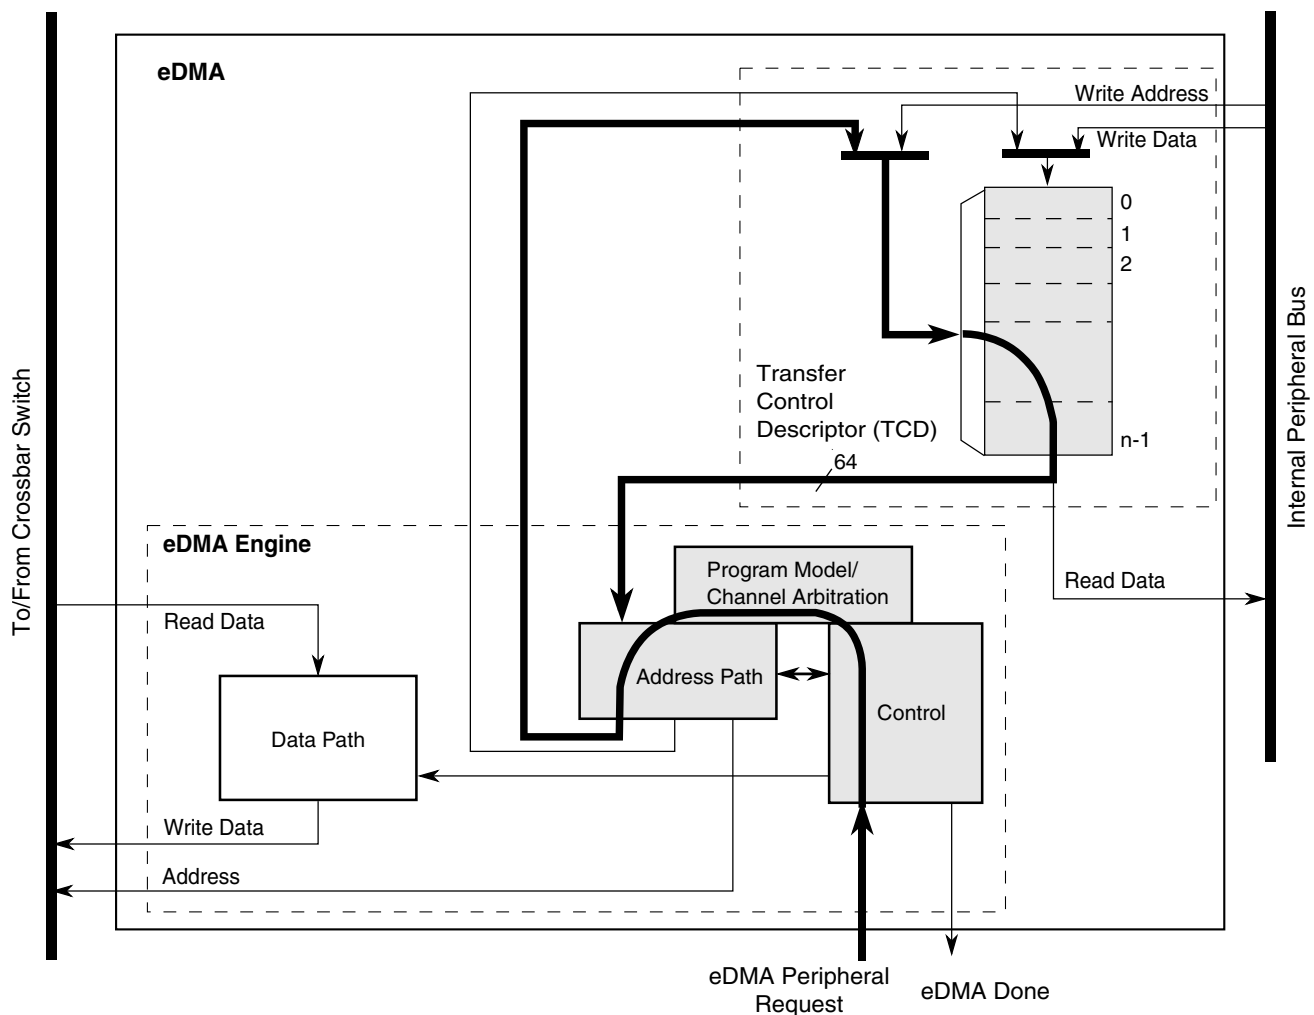 eDMA
Write Address
Write Data
0
1
2
n-1
Transfer
Control
Descriptor (TCD)
64
To/From Crossbar Switch
Internal Peripheral Bus
eDMA Engine
Program Model/
Channel Arbitration
Read Data
Read Data
Address Path
Control
Data Path
Write Data
Address
eDMA Peripheral
Request
eDMA Done